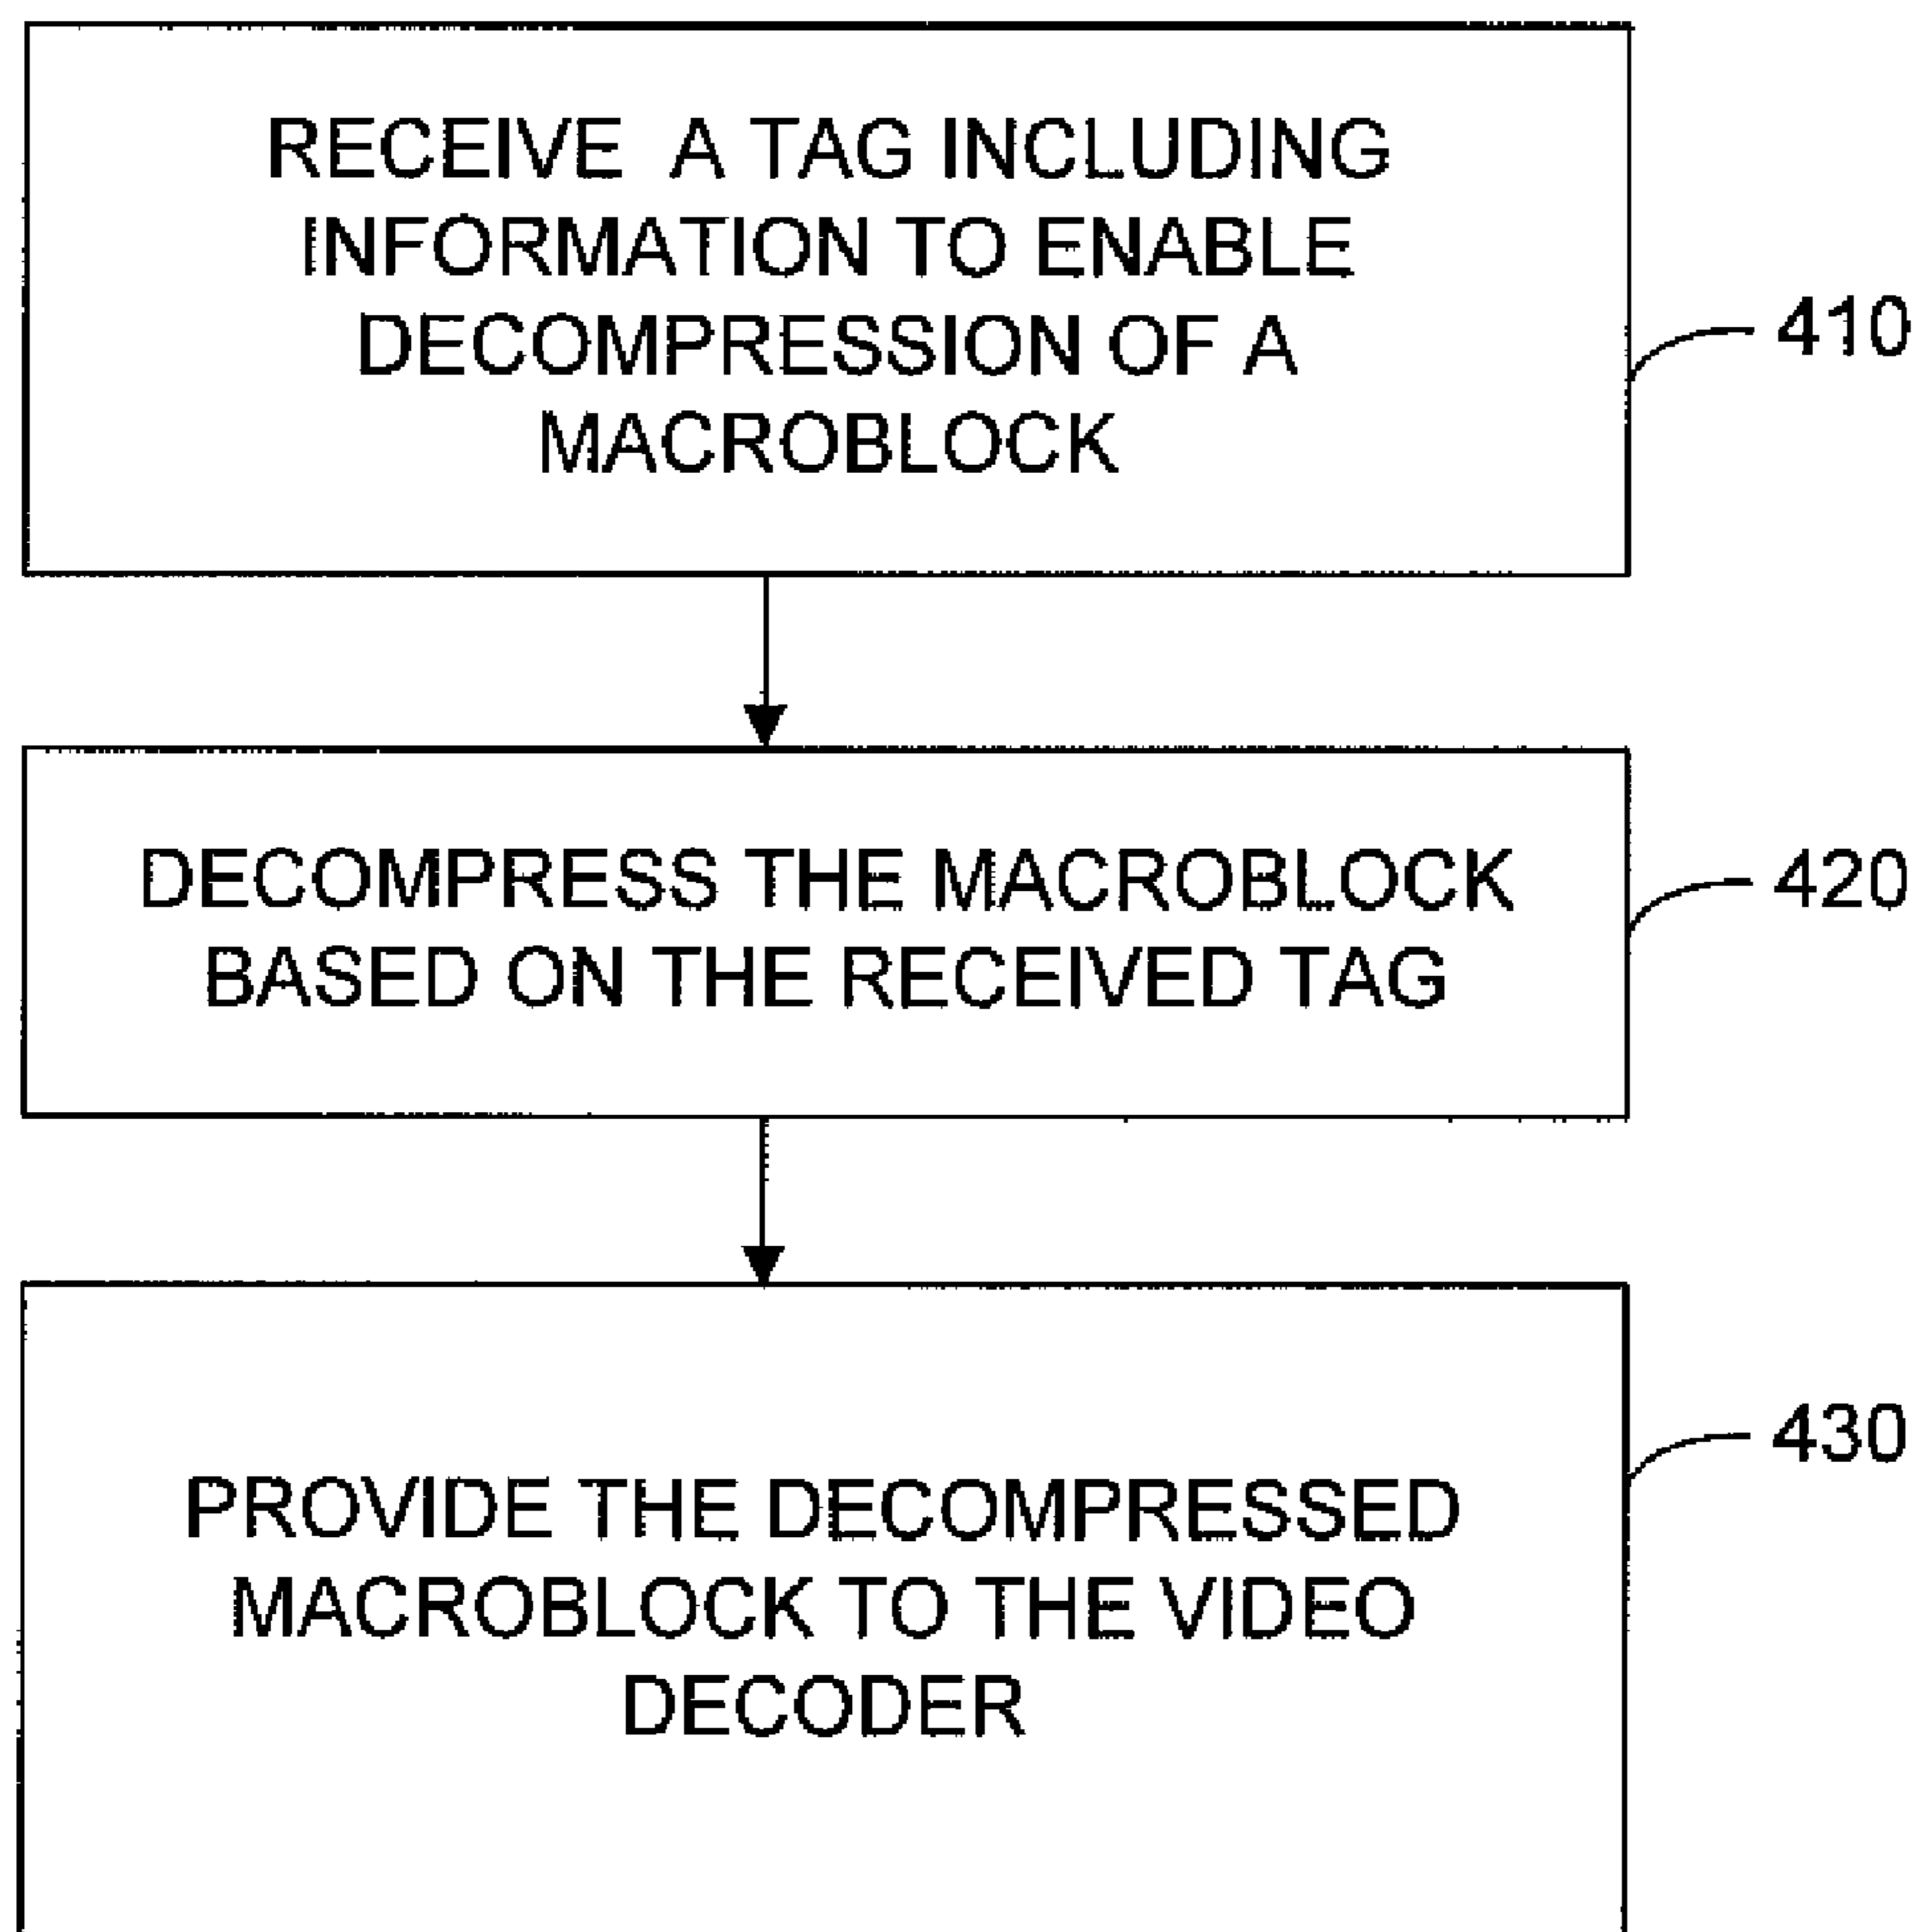 RECEIVE A TAG INCLUDING
INFORMATION TO ENABLE
DECOMPRESSION OF A
MACROBLOCK
410
DECOMPRESS THE MACROBLOCK
BASED ON THE RECEIVED TAG
420
PROVIDE THE DECOMPRESSED
MACROBLOCK TO THE VIDEO
DECODER
430